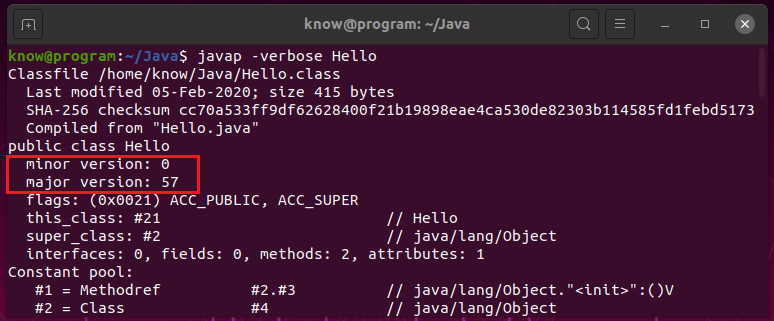 know@program: ~/Java
know@program:~/Java$ javap -verbose Hello
Classfile /home/know/Java/Hello.class
  Last modified 05-Feb-2020; size 415 bytes
  SHA-256 checksum cc70a533ff9df62628400f21b19898eae4ca530de82303b114585fd1febd5173
  Compiled from "Hello.java"
public class Hello
  minor version: 0
  major version: 57
  flags: (0x0021) ACC_PUBLIC, ACC_SUPER
  this_class: #21                         // Hello
  super_class: #2                         // java/lang/Object
  interfaces: 0, fields: 0, methods: 2, attributes: 1
Constant pool:
   #1 = Methodref          #2.#3          // java/lang/Object."<init>":()V
   #2 = Class              #4             // java/lang/Object